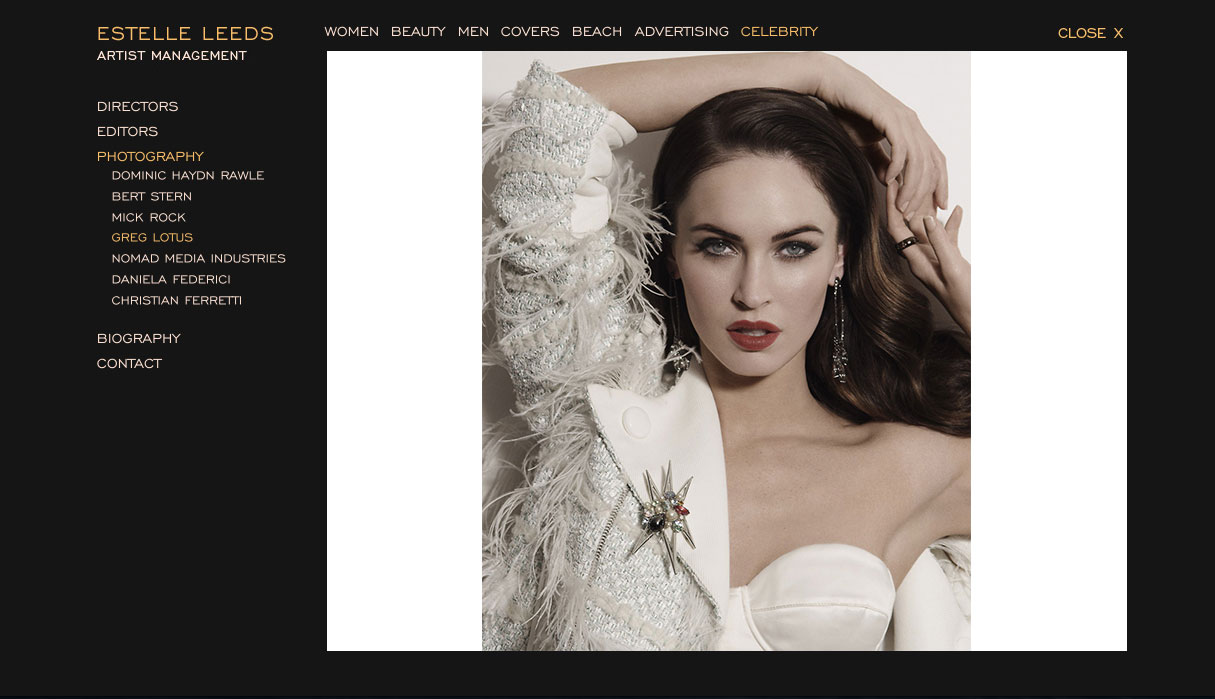 ESTELLE LEEDS
ARTIST MANAGEMENT
WOMEN BEAUTY MEN COVERS BEACH ADVERTISING CELEBRITY
CLOSE X
DIRECTORS
EDITORS
PHOTOGRAPHY
DOMINIC HAYDN RAWLE
BERT STERN
MICK ROCK
GREG LOTUS
NOMAD MEDIA INDUSTRIES
DANIELA FEDERICI
CHRISTIAN FERRETTI
BIOGRAPHY
CONTACT